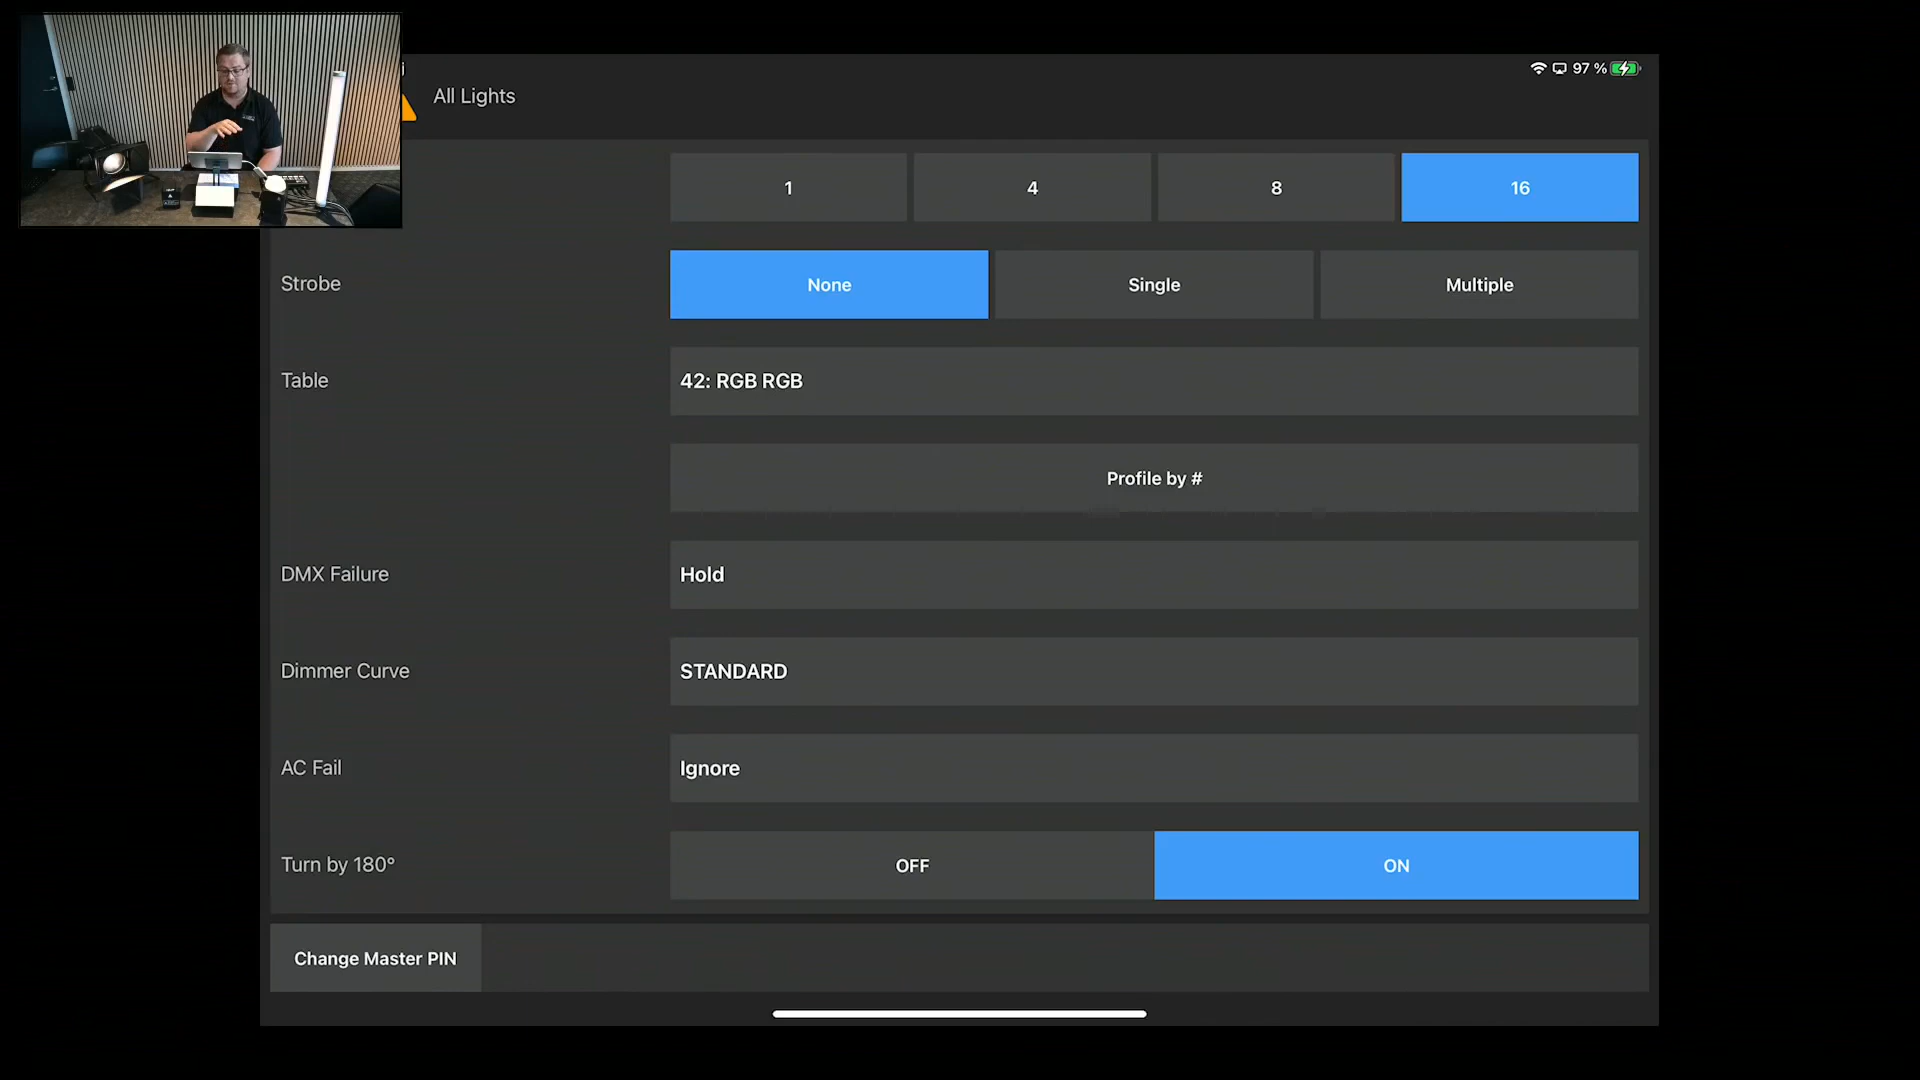 97 %
All Lights
1
4
8
16
Strobe
None
Single
Multiple
Table
42: RGB RGB
Profile by #
DMX Failure
Hold
Dimmer Curve
STANDARD
AC Fail
Ignore
Turn by 180°
OFF
ON
Change Master PIN